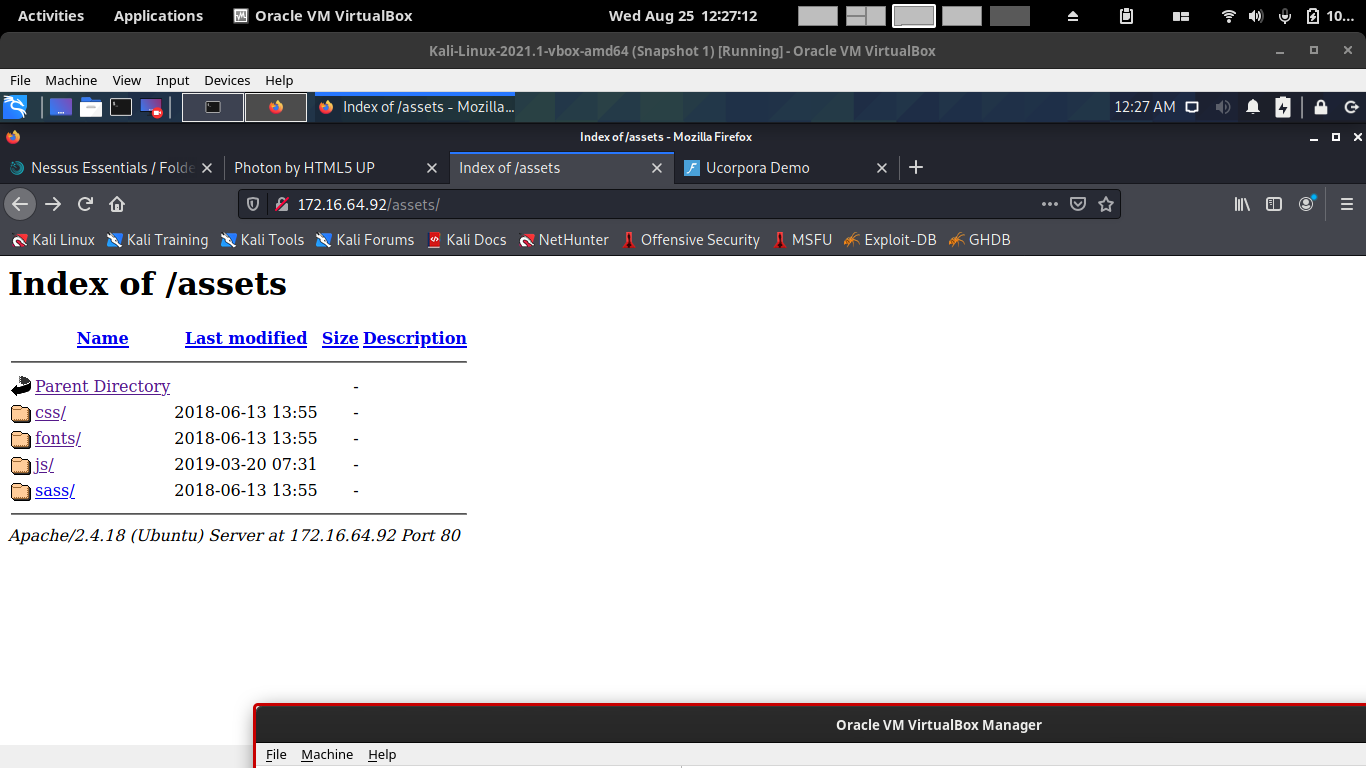 Activities Applications Oracle VM VirtualBox Wed Aug 25 12:27:12 10...
Kali-Linux-2021.1-vbox-amd64 (Snapshot 1) [Running] - Oracle VM VirtualBox
File Machine View Input Devices Help
Index of /assets - Mozilla... 12:27 AM
Index of /assets - Mozilla Firefox
Nessus Essentials / Folde Photon by HTML5 UP Index of /assets Ucorpora Demo
172.16.64.92/assets/
Kali Linux Kali Training Kali Tools Kali Forums Kali Docs NetHunter Offensive Security MSFU Exploit-DB GHDB
Index of /assets
Name Last modified Size Description
Parent Directory -
css/ 2018-06-13 13:55 -
fonts/ 2018-06-13 13:55 -
js/ 2019-03-20 07:31 -
sass/ 2018-06-13 13:55 -
Apache/2.4.18 (Ubuntu) Server at 172.16.64.92 Port 80
Oracle VM VirtualBox Manager
File Machine Help